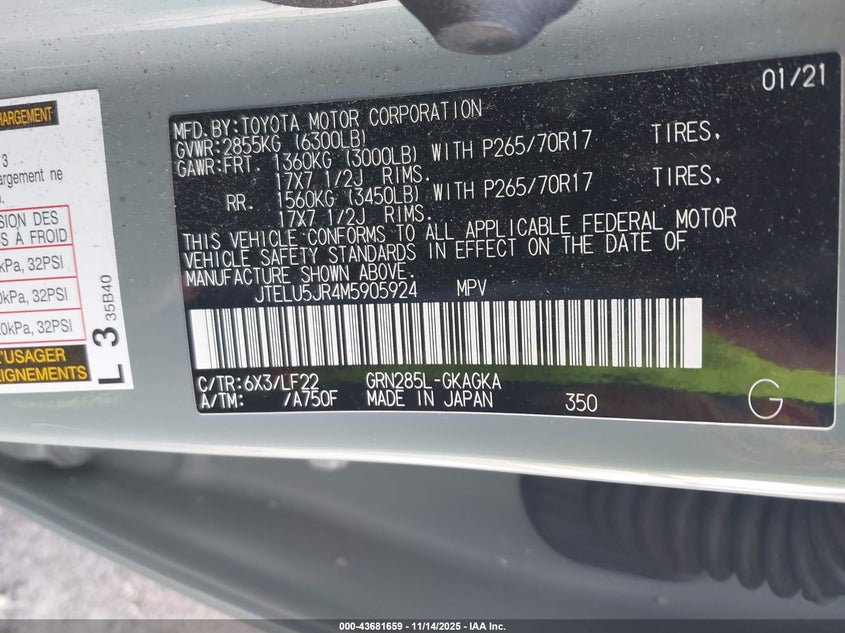 CHARGEMENT
3
argement ne
SION DES
S À FROID
kPa, 32PSI
0kPa, 32PSI
0kPa, 32PSI
L'USAGER
EIGNEMENTS
L 3 35B40
01/21
MFD. BY:TOYOTA MOTOR CORPORATION
GVWR:2855KG (6300LB)
GAWR:FRT. 1360KG (3000LB) WITH P265/70R17 TIRES,
17X7 1/2J RIMS.
RR. 1560KG (3450LB) WITH P265/70R17 TIRES,
17X7 1/2J RIMS.
THIS VEHICLE CONFORMS TO ALL APPLICABLE FEDERAL MOTOR
VEHICLE SAFETY STANDARDS IN EFFECT ON THE DATE OF
MANUFACTURE SHOWN ABOVE.
JTELU5JR4M5905924 MPV
C/TR:6X3/LF22 GRN285L-GKAGKA
A/TM: /A750F MADE IN JAPAN 350 G
000-43681659 | 11/14/2025 | IAA Inc.